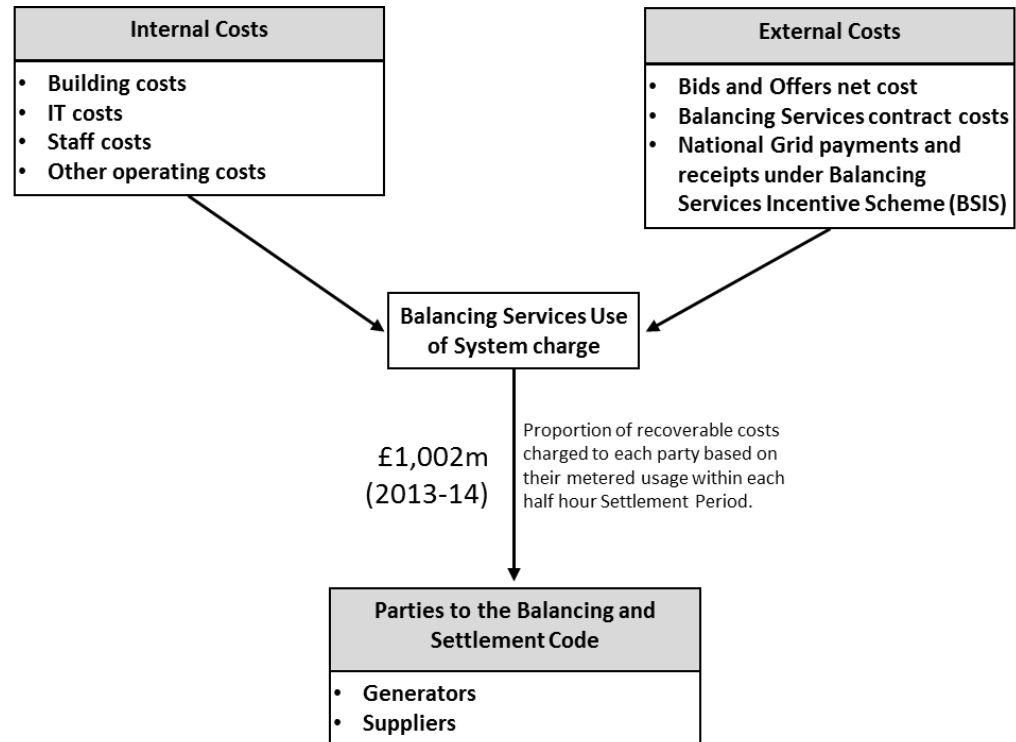 Internal Costs
• Building costs
• IT costs
• Staff costs
• Other operating costs
External Costs
• Bids and Offers net cost
• Balancing Services contract costs
• National Grid payments and
receipts under Balancing
Services Incentive Scheme (BSIS)
Balancing Services Use
of System charge
£1,002m
(2013-14)
Proportion of recoverable costs
charged to each party based on
their metered usage within each
half hour Settlement Period.
Parties to the Balancing and
Settlement Code
• Generators
• Suppliers